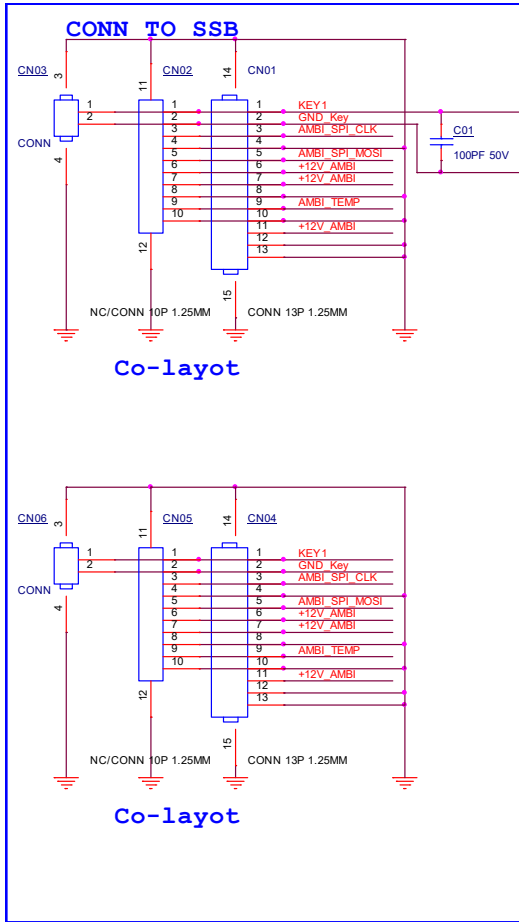 CONN TO SSB
CN03
3
1
2
CONN
4
CN02
11
1
2
3
4
5
6
7
8
9
10
12
NC/CONN 10P 1.25MM
CN01
14
1
2
3
4
5
6
7
8
9
10
11
12
13
15
CONN 13P 1.25MM
KEY1
GND_Key
AMBI_SPI_CLK
AMBI_SPI_MOSI
+12V_AMBI
+12V_AMBI
AMBI_TEMP
+12V_AMBI
C01
100PF 50V
Co-layot
CN06
3
1
2
CONN
4
CN05
11
1
2
3
4
5
6
7
8
9
10
12
NC/CONN 10P 1.25MM
CN04
14
1
2
3
4
5
6
7
8
9
10
11
12
13
15
CONN 13P 1.25MM
KEY1
GND_Key
AMBI_SPI_CLK
AMBI_SPI_MOSI
+12V_AMBI
+12V_AMBI
AMBI_TEMP
+12V_AMBI
Co-layot